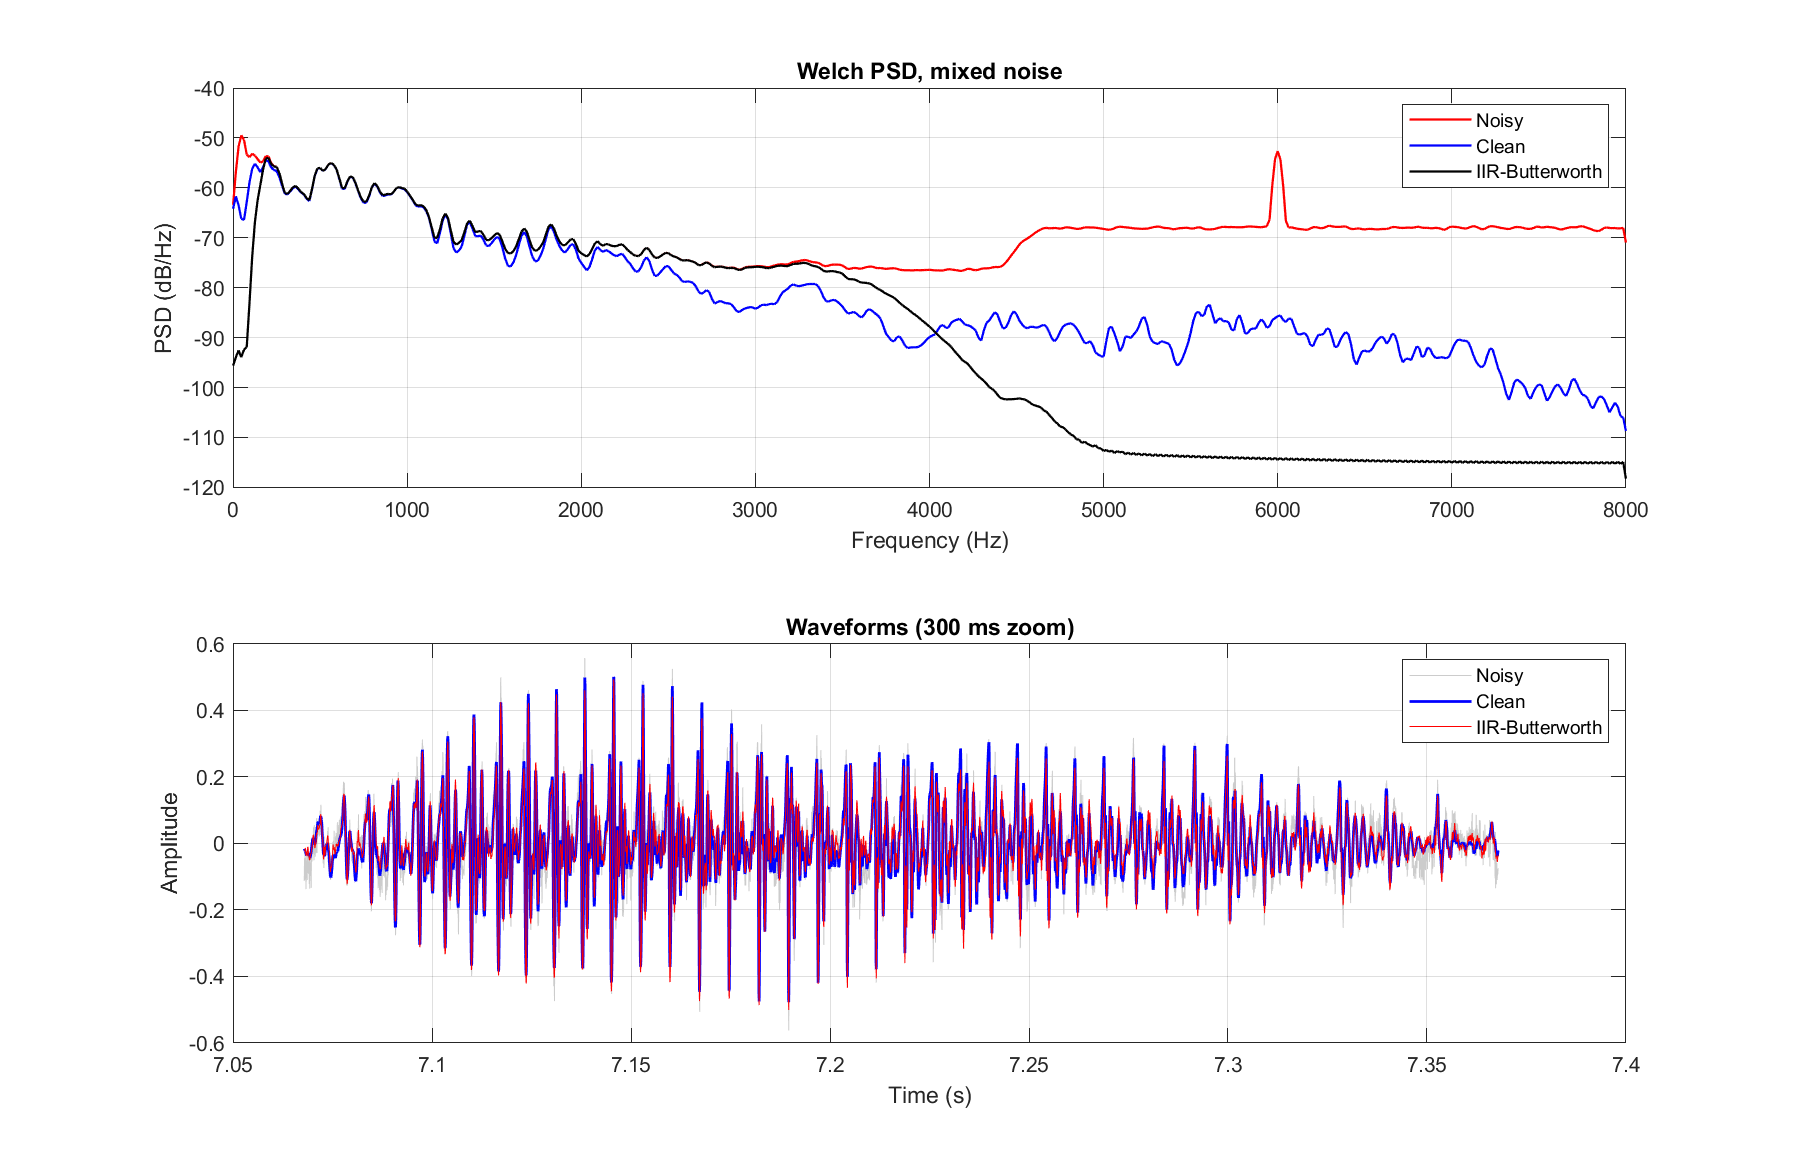 Welch PSD, mixed noise
-40
-50
-60
-70
-80
-90
-100
-110
-120
PSD (dB/Hz)
Noisy
Clean
IIR-Butterworth
0 1000 2000 3000 4000 5000 6000 7000 8000
Frequency (Hz)
Waveforms (300 ms zoom)
0.6
0.4
0.2
0
-0.2
-0.4
-0.6
Amplitude
Noisy
Clean
IIR-Butterworth
7.05 7.1 7.15 7.2 7.25 7.3 7.35 7.4
Time (s)